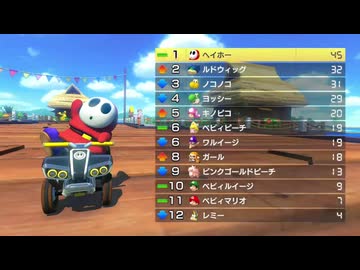 1 ヘイホー 45
2 ルドウィッグ 32
3 ノコノコ 31
4 ヨッシー 29
5 キノピコ 20
6 ベビィピーチ 19
6 ワルイージ 19
8 ガール 18
9 ピンクゴールドピーチ 13
10 ベビィルイージ 9
11 ベビィマリオ 7
12 レミー 4